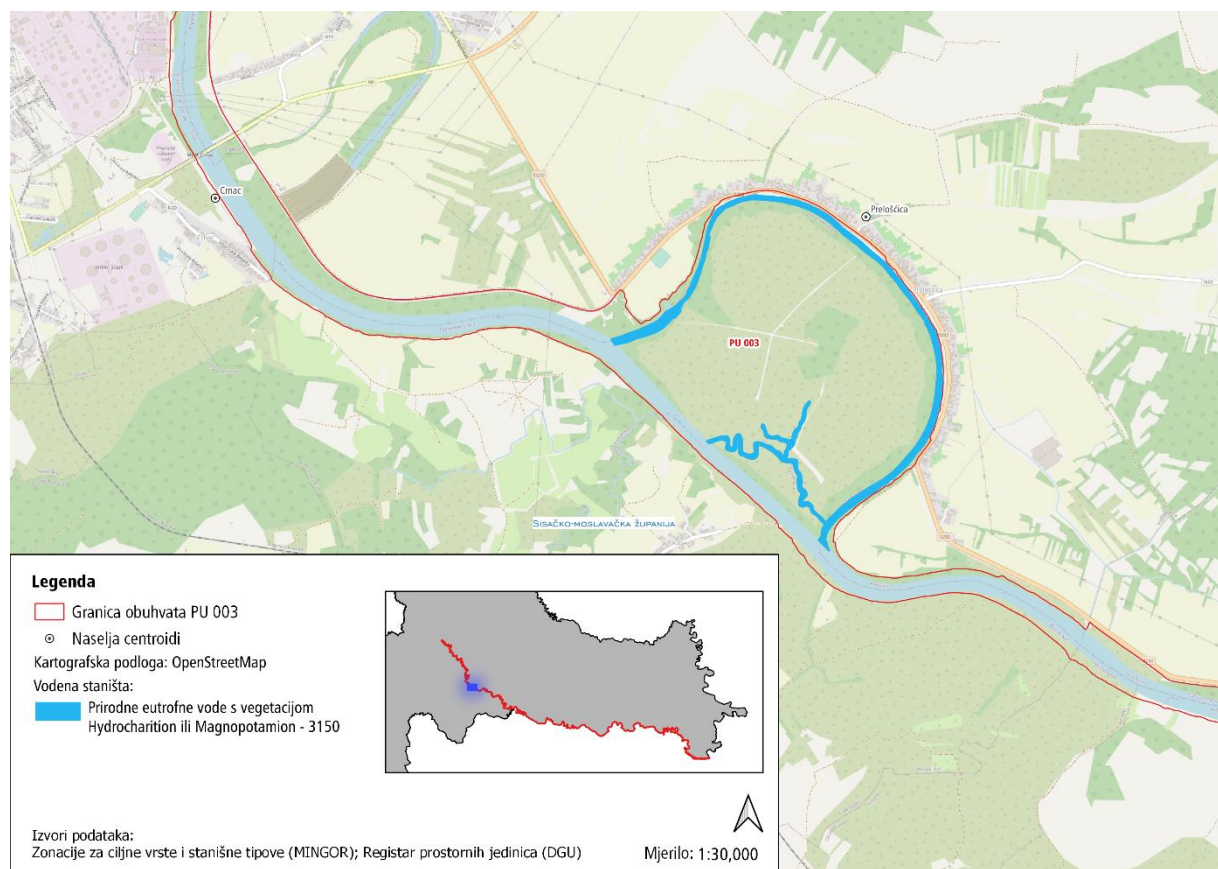 Crnac
Prelošćica
Prelošćica
PU 003
SISAČKO-MOSLAVAČKA ŽUPANIJA
Legenda
Granica obuhvata PU 003
Naselja centroidi
Kartografska podloga: OpenStreetMap
Vodena staništa:
Prirodne eutrofne vode s vegetacijom
Hydrocharition ili Magnopotamion - 3150
Izvori podataka:
Zonacije za ciljne vrste i stanišne tipove (MINGOR); Registar prostornih jedinica (DGU)
Mjerilo: 1:30,000